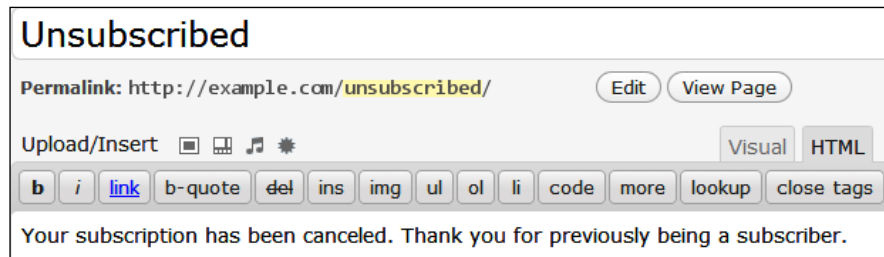 Unsubscribed
Permalink: http://example.com/unsubscribed/ Edit View Page
Upload/Insert Visual HTML
b i link b-quote del ins img ul ol li code more lookup close tags
Your subscription has been canceled. Thank you for previously being a subscriber.